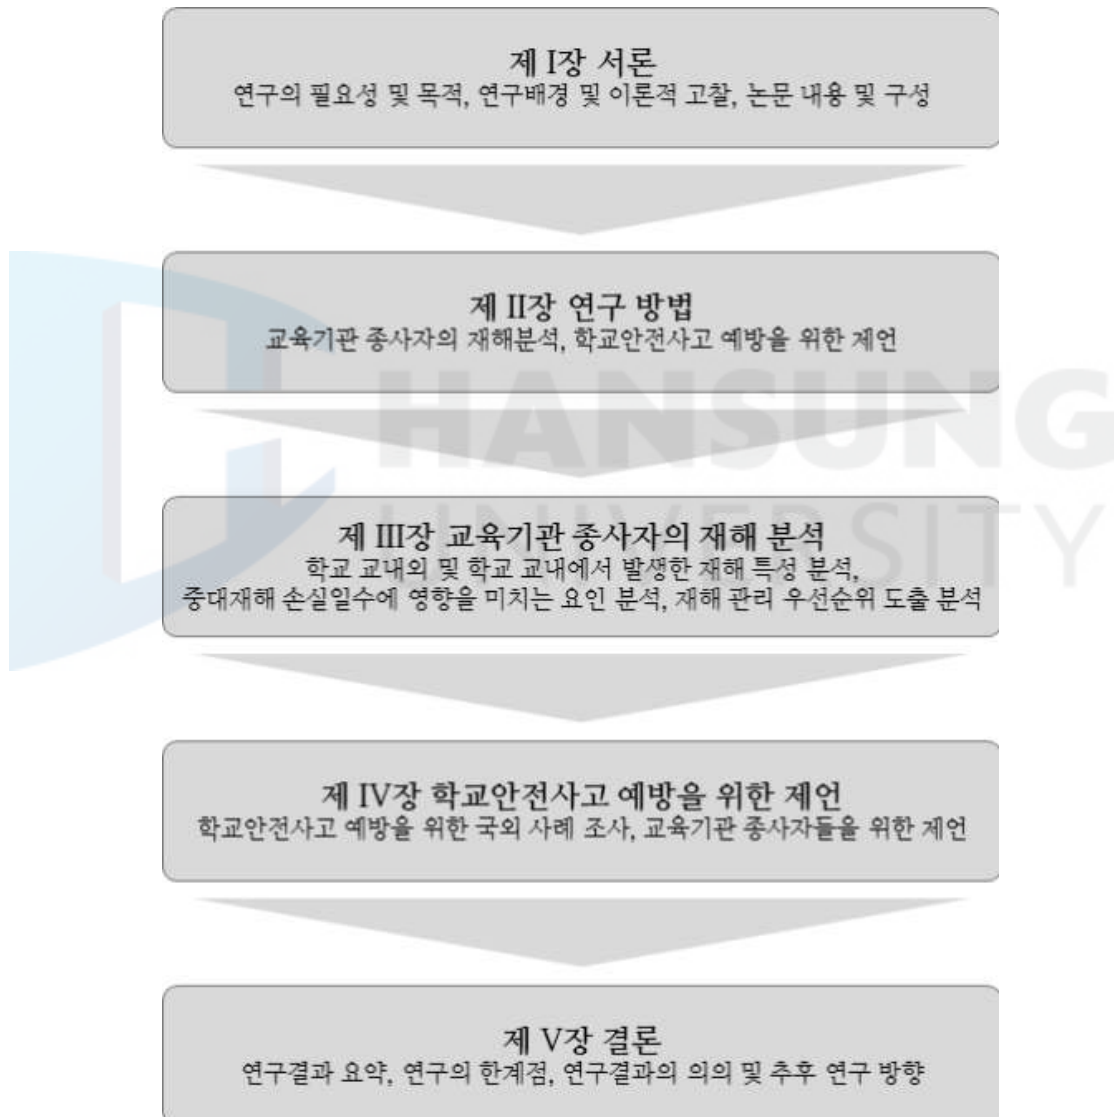 제 I장 서론
연구의 필요성 및 목적, 연구배경 및 이론적 고찰, 논문 내용 및 구성
제 II장 연구 방법
교육기관 종사자의 재해분석, 학교안전사고 예방을 위한 제언
HANSUNG
UNIVERSITY
제 III장 교육기관 종사자의 재해 분석
학교 교내외 및 학교 교내에서 발생한 재해 특성 분석,
중대재해 손실일수에 영향을 미치는 요인 분석, 재해 관리 우선순위 도출 분석
제 IV장 학교안전사고 예방을 위한 제언
학교안전사고 예방을 위한 국외 사례 조사, 교육기관 종사자들을 위한 제언
제 V장 결론
연구결과 요약, 연구의 한계점, 연구결과의 의의 및 추후 연구 방향